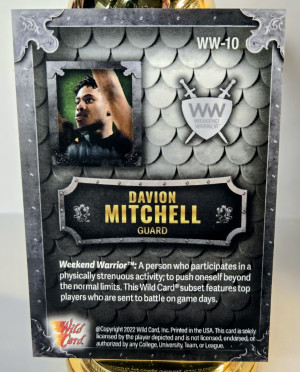 WW-10
WW
WEEKEND
WARRIOR
DAVION
MITCHELL
GUARD
Weekend Warrior™: A person who participates in a
physically strenuous activity; to push oneself beyond
the normal limits. This Wild Card® subset features top
players who are sent to battle on game days.
Wild
Card
©Copyright 2022 Wild Card, Inc. Printed in the USA. This card is solely
licensed by the player depicted and is not licensed, endorsed, or
authorized by any College, University, Team, or League.